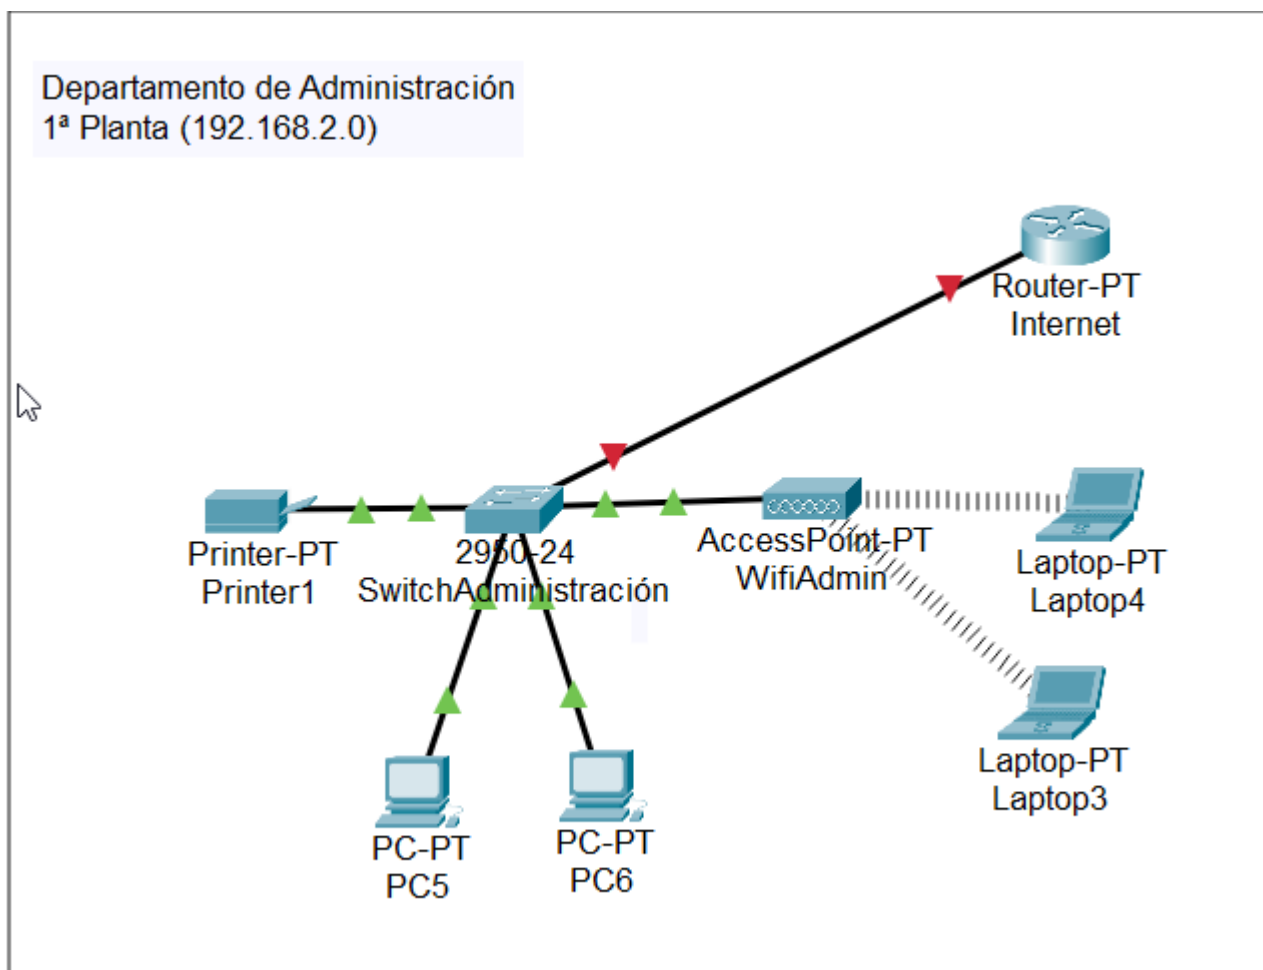 Departamento de Administración
1ª Planta (192.168.2.0)
Router-PT
Internet
Printer-PT
Printer1
2950-24
SwitchAdministración
AccessPoint-PT
WifiAdmin
Laptop-PT
Laptop4
Laptop-PT
Laptop3
PC-PT
PC5
PC-PT
PC6